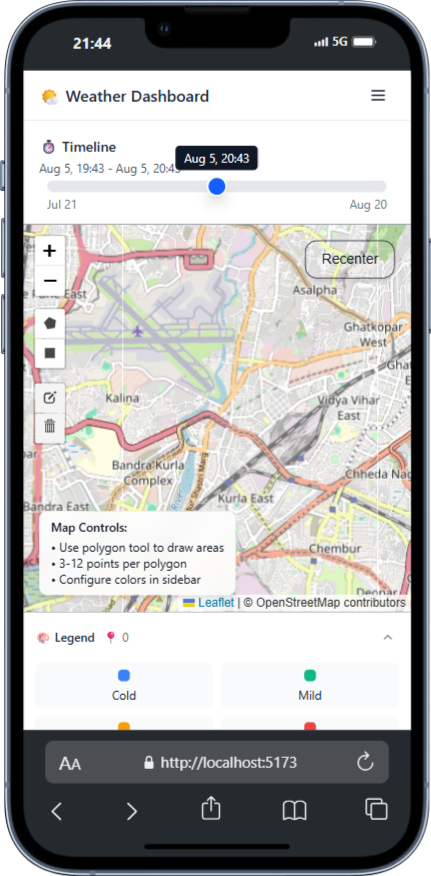 21:44
5G
Weather Dashboard
Timeline
Aug 5, 20:43
Aug 5, 19:43 - Aug 5, 20:43
Jul 21
Aug 20
+
−
Recenter
East
Asalpha
Ghatkopar
West
Kalina
Vidya Vihar
East
Bandra Kurla
Complex
Chheda Nag
Bandra East
Kurla East
Map Controls:
• Use polygon tool to draw areas
• 3-12 points per polygon
• Configure colors in sidebar
Chembur
Deonar
Leaflet | © OpenStreetMap contributors
Legend
0
Cold
Mild
AA
http://localhost:5173